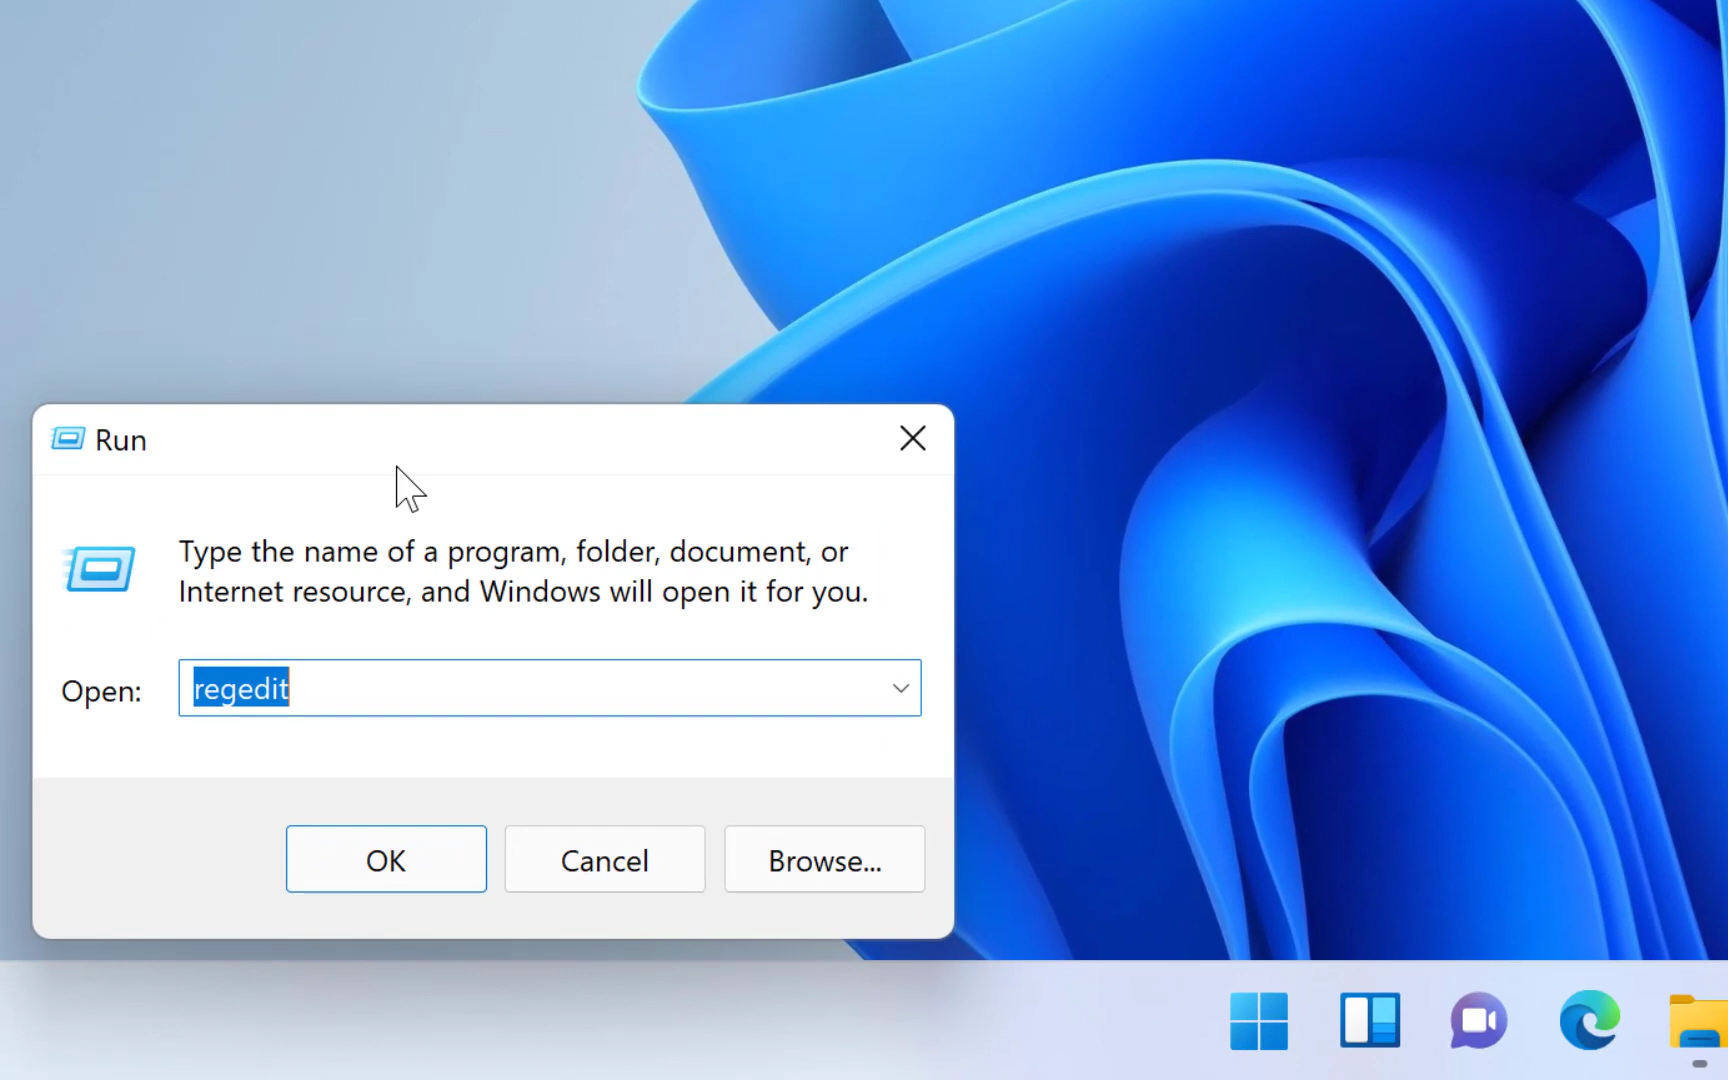 Run
Type the name of a program, folder, document, or
Internet resource, and Windows will open it for you.
Open: regedit
OK Cancel Browse...